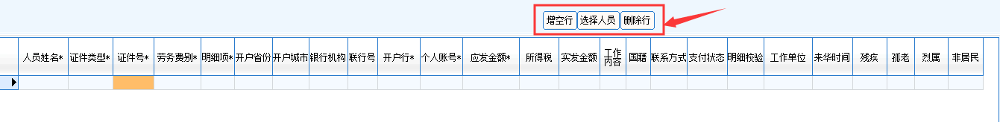 增空行 选择人员 删除行
人员姓名* 证件类型* 证件号* 劳务费别* 明细项* 开户省份 开户城市 银行机构 联行号 开户行* 个人账号* 应发金额* 所得税 实发金额 工作内容 国籍 联系方式 支付状态 明细校验 工作单位 来华时间 残疾 孤老 烈属 非居民